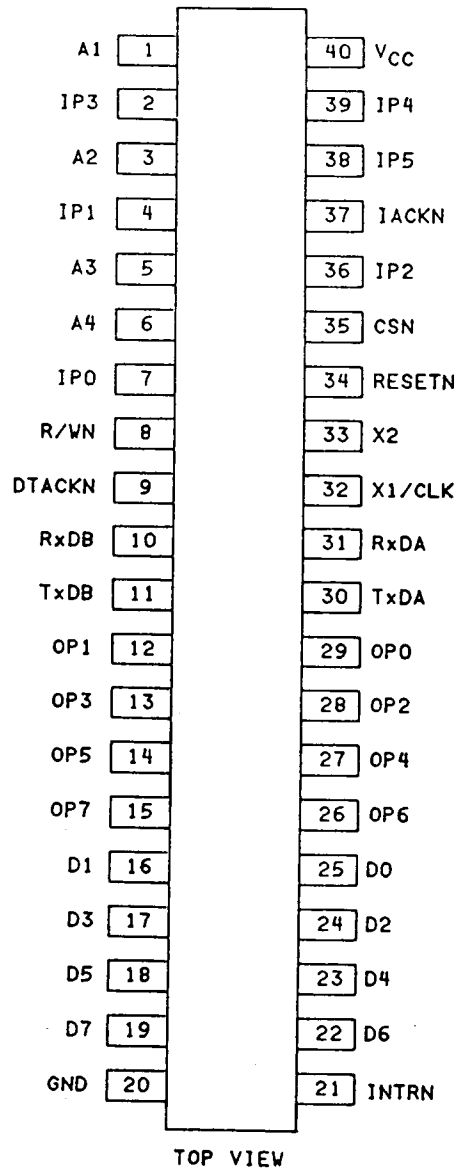 A1 1 40 VCC
IP3 2 39 IP4
A2 3 38 IP5
IP1 4 37 IACKN
A3 5 36 IP2
A4 6 35 CSN
IP0 7 34 RESETN
R/WN 8 33 X2
DTACKN 9 32 X1/CLK
RxDB 10 31 RxDA
TxDB 11 30 TxDA
OP1 12 29 OP0
OP3 13 28 OP2
OP5 14 27 OP4
OP7 15 26 OP6
D1 16 25 D0
D3 17 24 D2
D5 18 23 D4
D7 19 22 D6
GND 20 21 INTRN
TOP VIEW